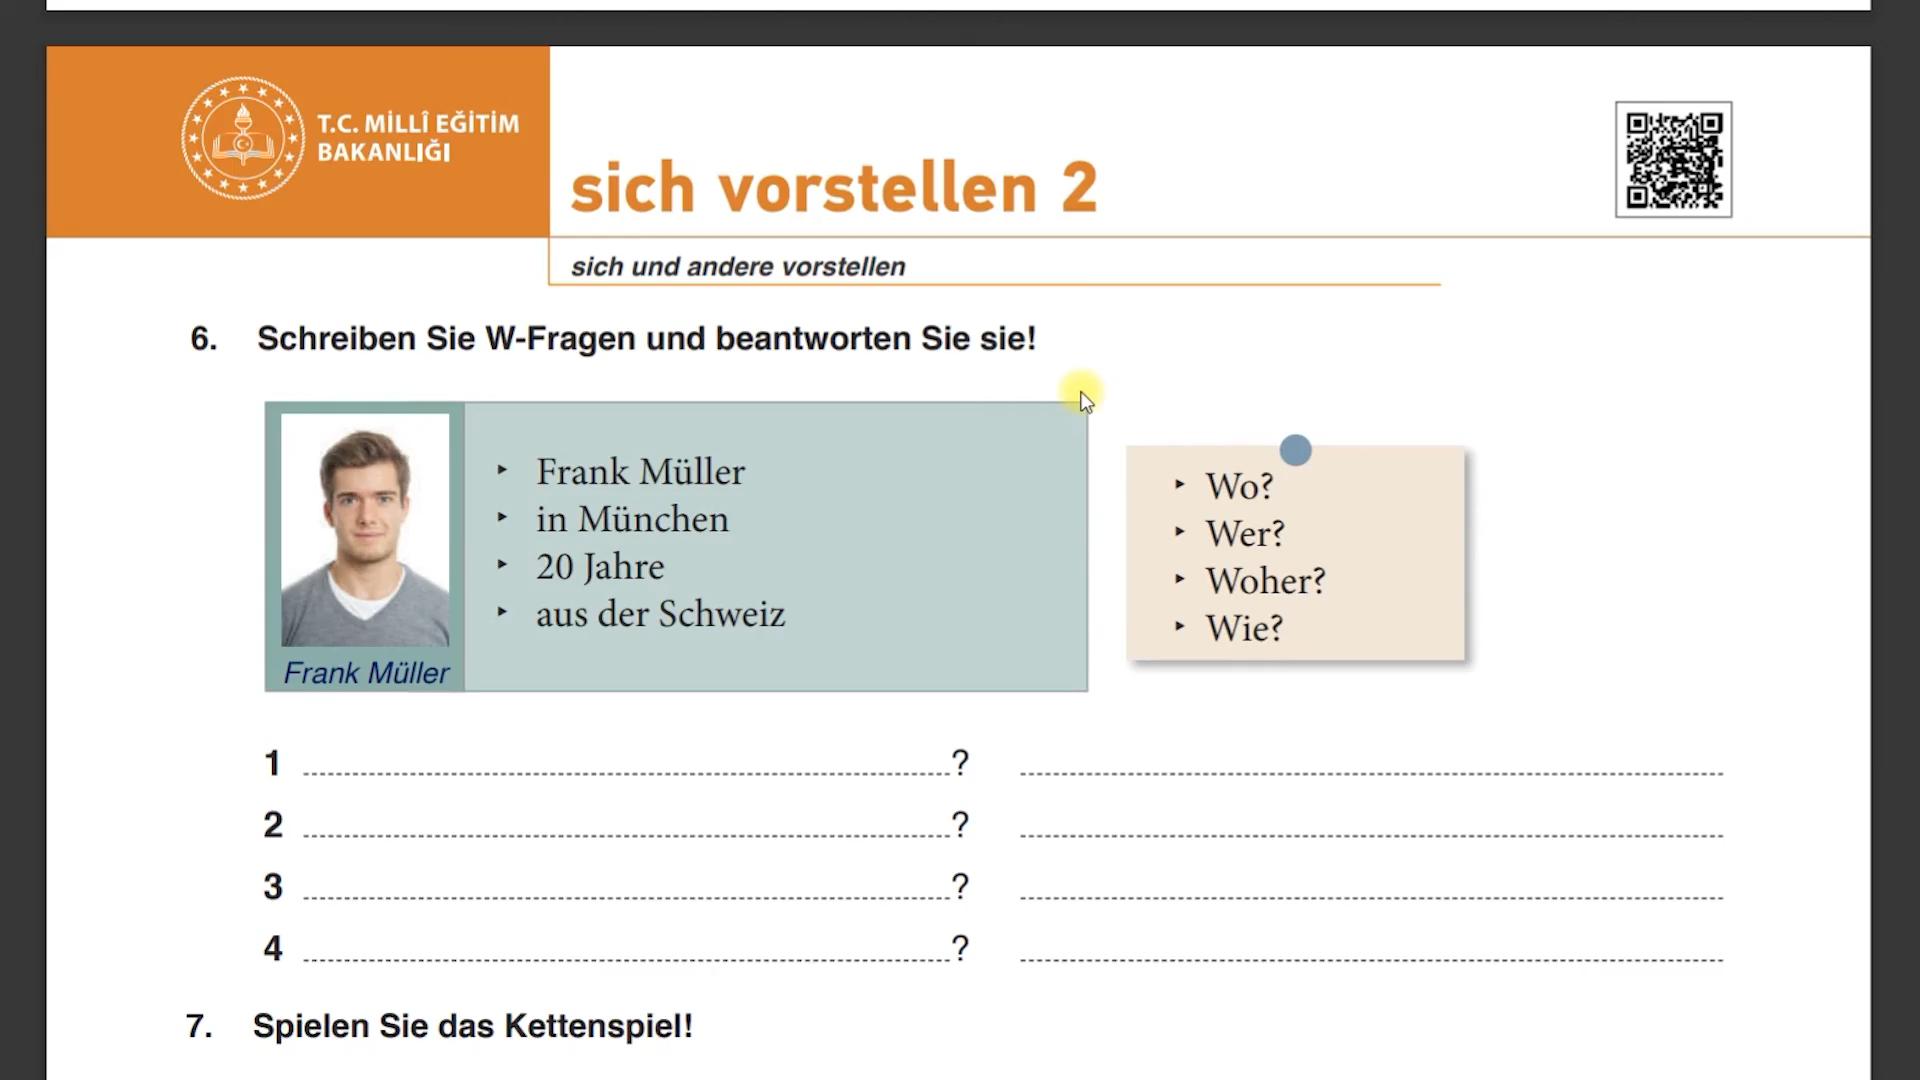 T.C. MİLLÎ EĞİTİM
BAKANLIĞI
sich vorstellen 2
sich und andere vorstellen
6. Schreiben Sie W-Fragen und beantworten Sie sie!
‣ Frank Müller
‣ in München
‣ 20 Jahre
‣ aus der Schweiz
Frank Müller
‣ Wo?
‣ Wer?
‣ Woher?
‣ Wie?
1 ........................................................? ........................................................
2 ........................................................? ........................................................
3 ........................................................? ........................................................
4 ........................................................? ........................................................
7. Spielen Sie das Kettenspiel!